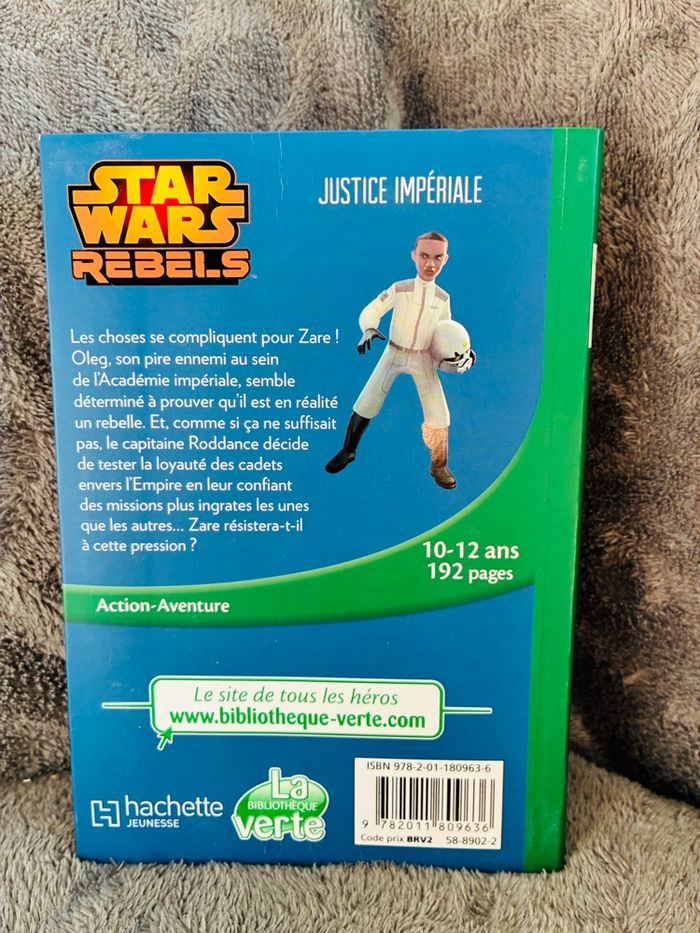 STAR
WARS
REBELS™
JUSTICE IMPÉRIALE
Les choses se compliquent pour Zare !
Oleg, son pire ennemi au sein
de l'Académie impériale, semble
déterminé à prouver qu'il est en réalité
un rebelle. Et, comme si ça ne suffisait
pas, le capitaine Roddance décide
de tester la loyauté des cadets
envers l'Empire en leur confiant
des missions plus ingrates les unes
que les autres... Zare résistera-t-il
à cette pression ?
10-12 ans
192 pages
Action-Aventure
Le site de tous les héros
www.bibliotheque-verte.com
hachette
JEUNESSE
La
BIBLIOTHÈQUE
verte
ISBN 978-2-01-180963-6
9 782011 809636
Code prix BRV2 58-8902-2